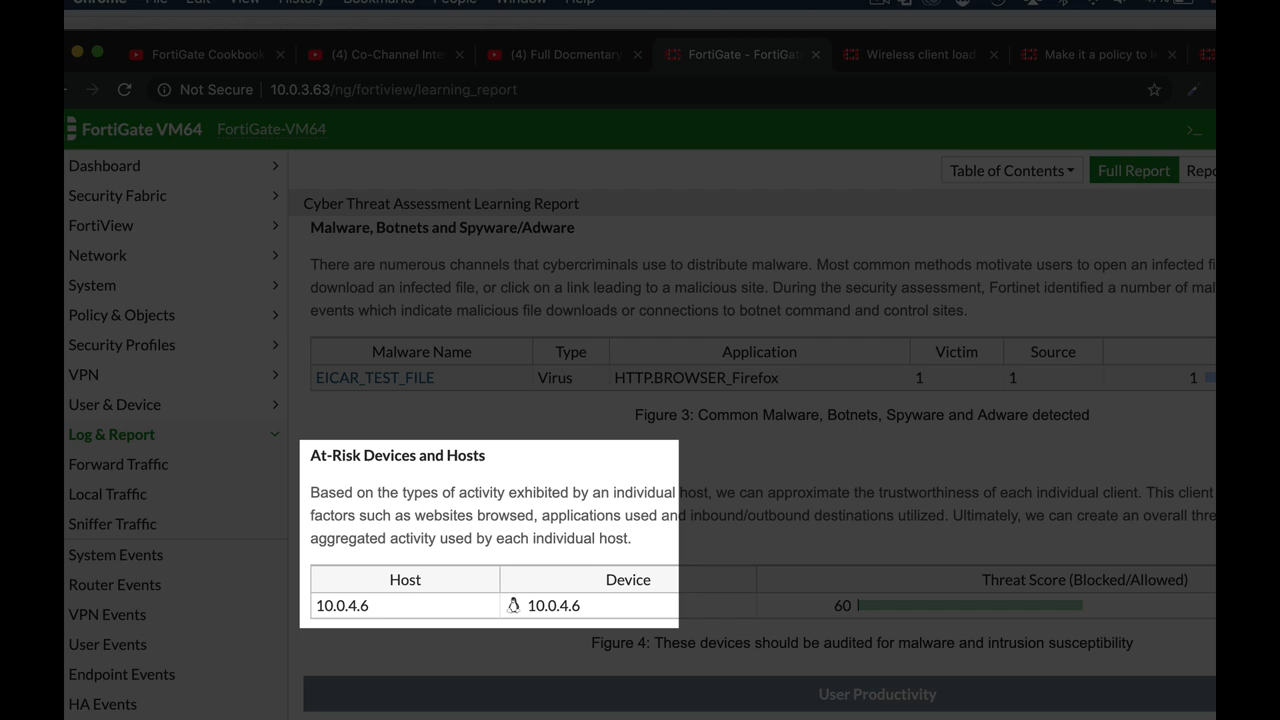 Chrome File Edit View History Bookmarks People Window Help
FortiGate Cookbook
(4) Co-Channel Inte
(4) Full Docmentary
FortiGate - FortiGat
Wireless client load
Make it a policy to l
Not Secure 10.0.3.63/ng/fortiview/learning_report
FortiGate VM64 FortiGate-VM64 >_
Dashboard
Security Fabric
FortiView
Network
System
Policy & Objects
Security Profiles
VPN
User & Device
Log & Report
Forward Traffic
Local Traffic
Sniffer Traffic
System Events
Router Events
VPN Events
User Events
Endpoint Events
HA Events
Table of Contents Full Report Repo
Cyber Threat Assessment Learning Report
Malware, Botnets and Spyware/Adware
There are numerous channels that cybercriminals use to distribute malware. Most common methods motivate users to open an infected fi
download an infected file, or click on a link leading to a malicious site. During the security assessment, Fortinet identified a number of mal
events which indicate malicious file downloads or connections to botnet command and control sites.
Malware Name Type Application Victim Source
EICAR_TEST_FILE Virus HTTP.BROWSER_Firefox 1 1 1
Figure 3: Common Malware, Botnets, Spyware and Adware detected
At-Risk Devices and Hosts
Based on the types of activity exhibited by an individual host, we can approximate the trustworthiness of each individual client. This client
factors such as websites browsed, applications used and inbound/outbound destinations utilized. Ultimately, we can create an overall thre
aggregated activity used by each individual host.
Host Device Threat Score (Blocked/Allowed)
10.0.4.6 10.0.4.6 60
Figure 4: These devices should be audited for malware and intrusion susceptibility
User Productivity